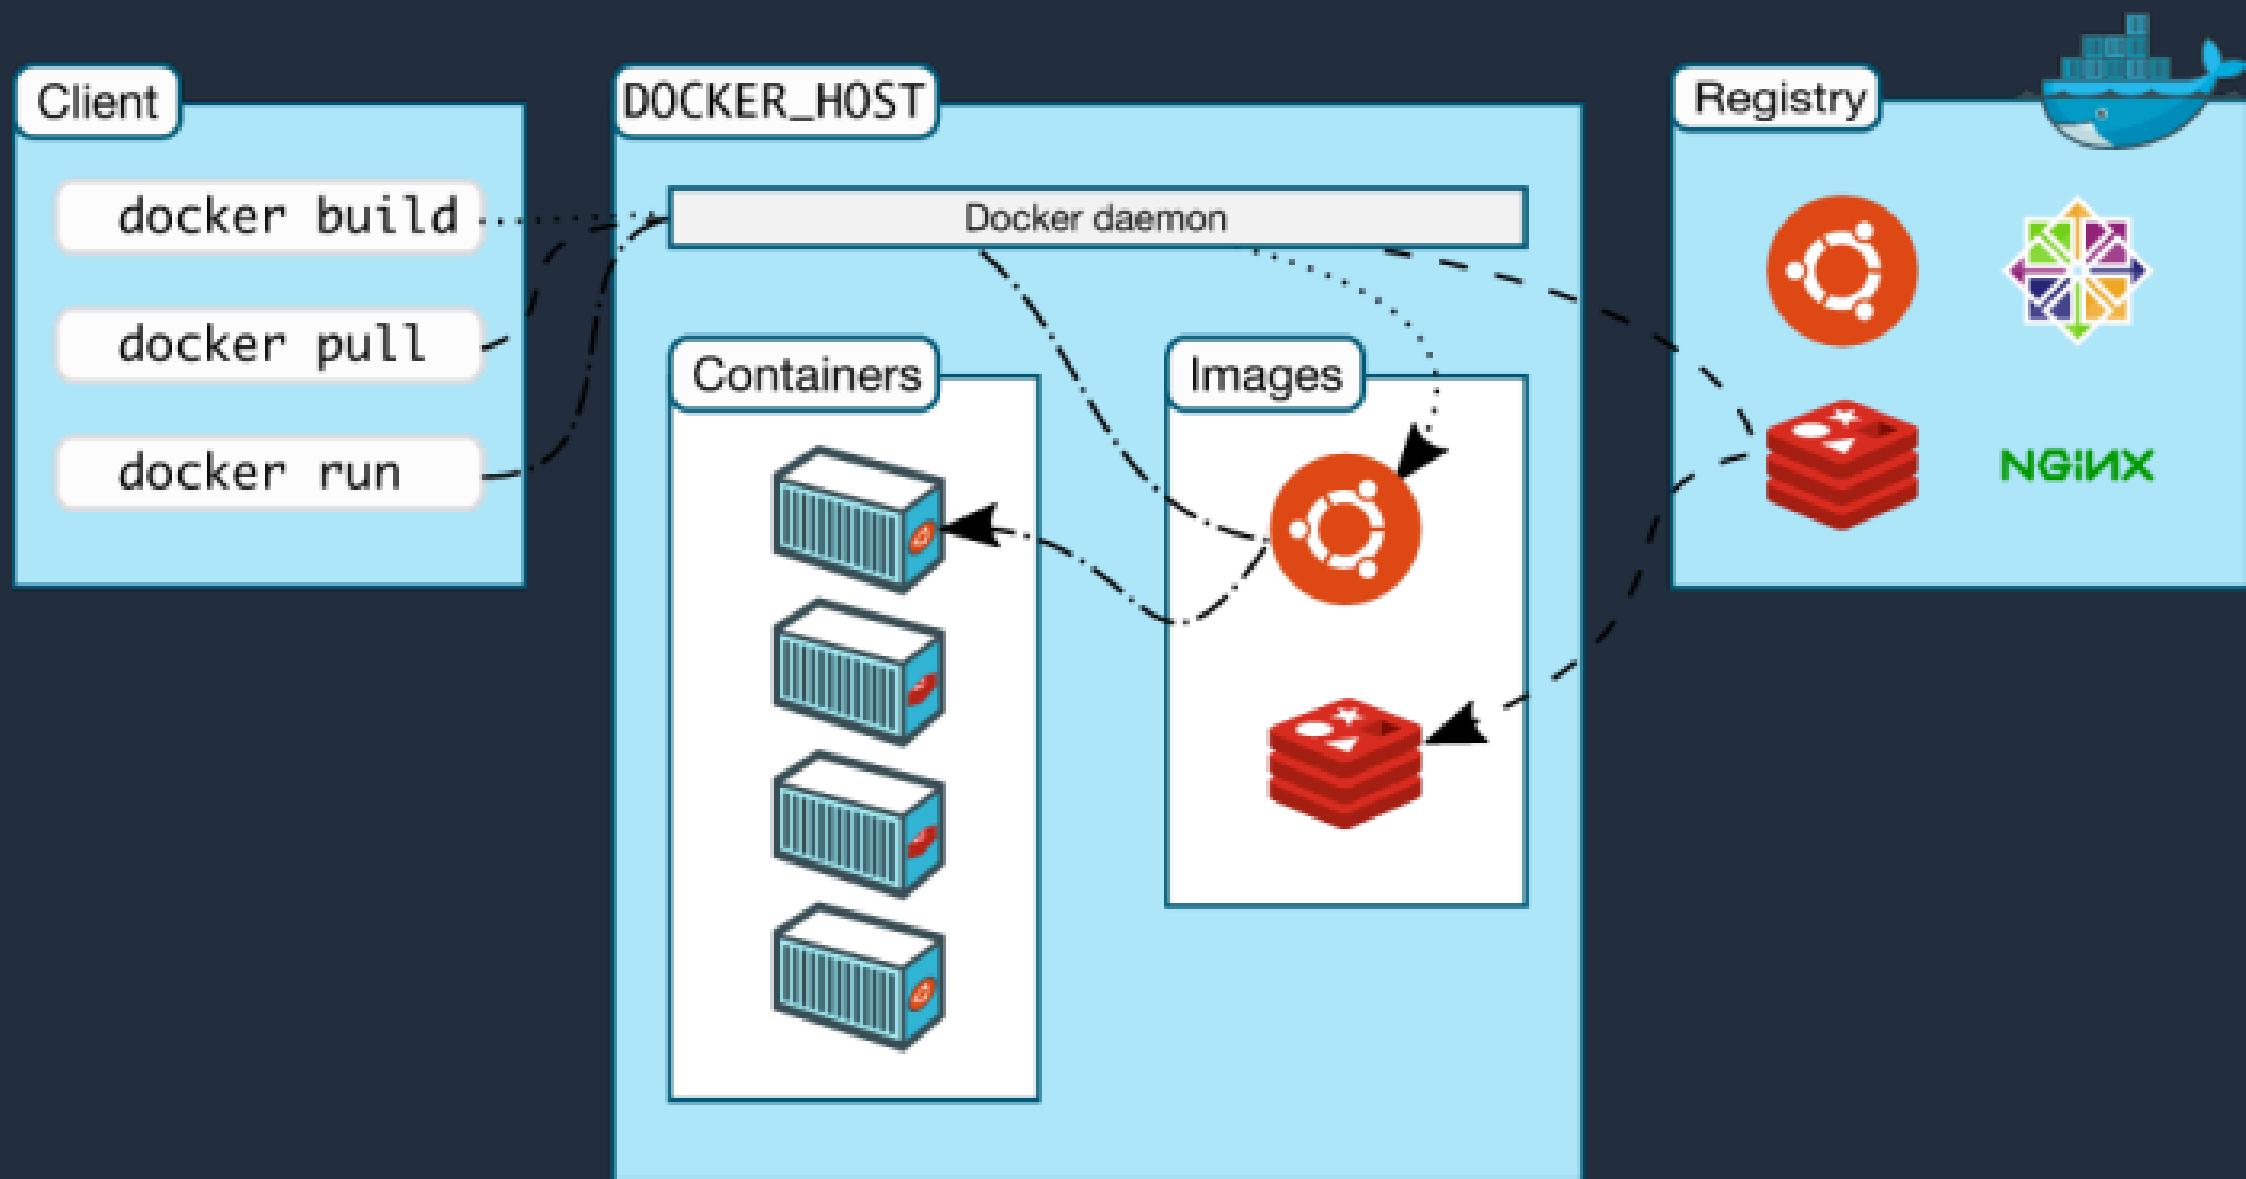 Client
docker build
docker pull
docker run
DOCKER_HOST
Docker daemon
Containers
Images
Registry
NGiNX